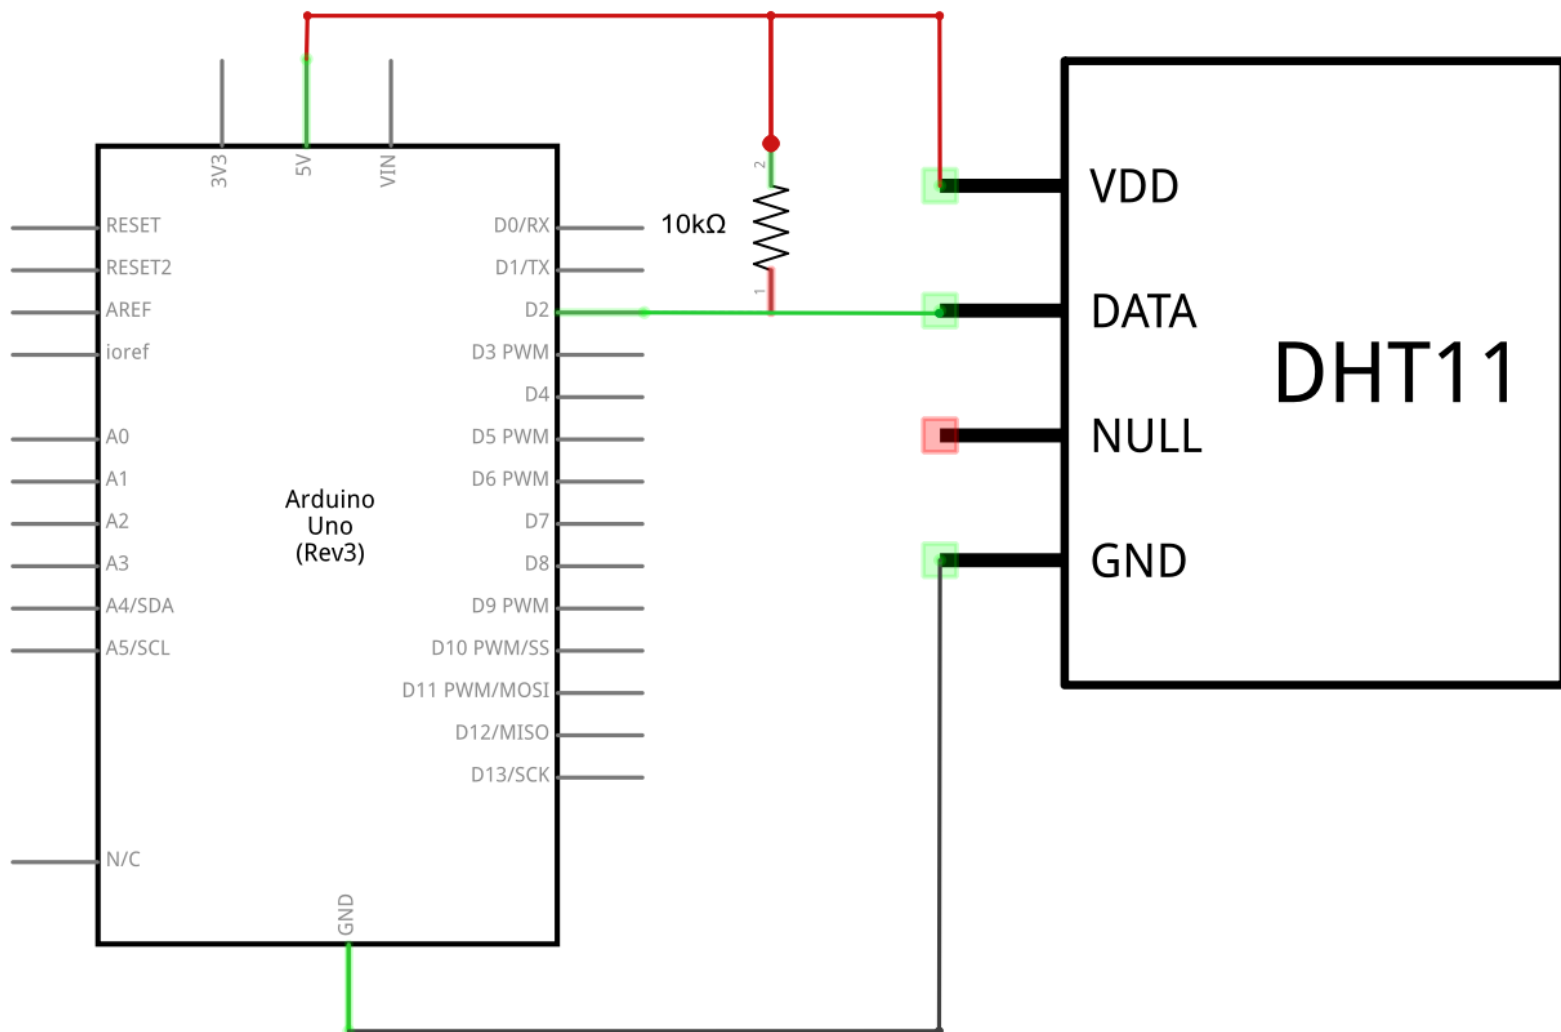 3V3
5V
VIN
RESET
RESET2
AREF
ioref
A0
A1
A2
A3
A4/SDA
A5/SCL
N/C
Arduino
Uno
(Rev3)
D0/RX
D1/TX
D2
D3 PWM
D4
D5 PWM
D6 PWM
D7
D8
D9 PWM
D10 PWM/SS
D11 PWM/MOSI
D12/MISO
D13/SCK
GND
2
10kΩ
1
VDD
DATA
NULL
GND
DHT11